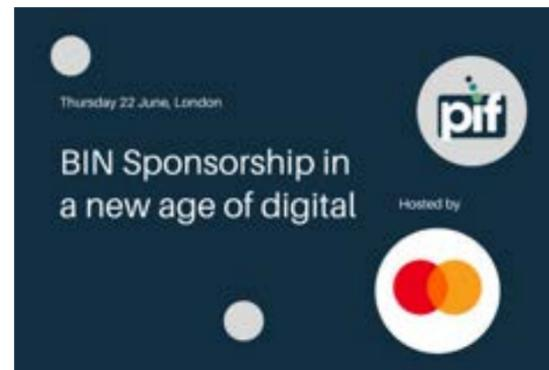 Thursday 22 June, London
BIN Sponsorship in
a new age of digital
pif
Hosted by